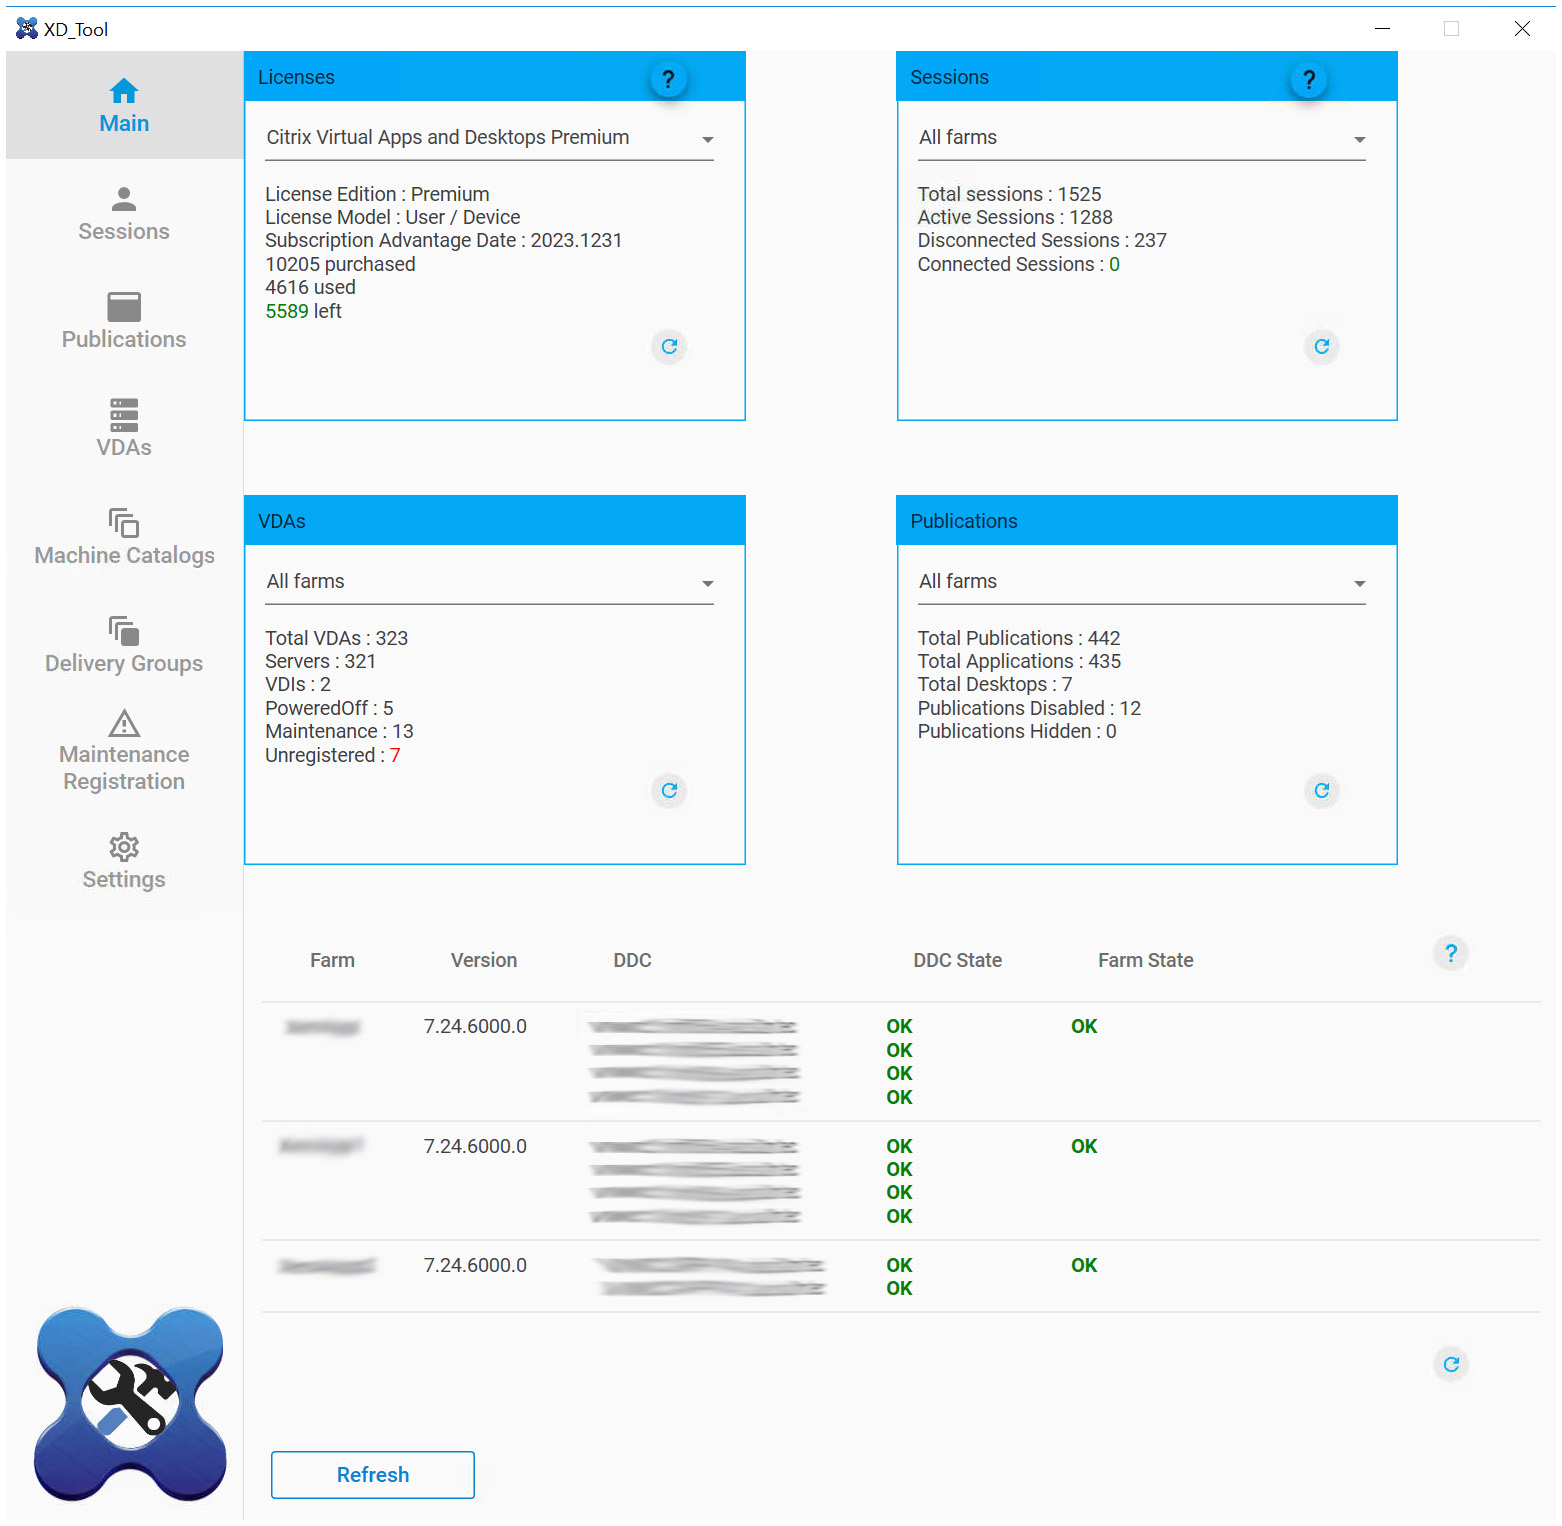 XD_Tool
Main
Sessions
Publications
VDAs
Machine Catalogs
Delivery Groups
Maintenance
Registration
Settings
Licenses ?
Citrix Virtual Apps and Desktops Premium
License Edition : Premium
License Model : User / Device
Subscription Advantage Date : 2023.1231
10205 purchased
4616 used
5589 left
Sessions ?
All farms
Total sessions : 1525
Active Sessions : 1288
Disconnected Sessions : 237
Connected Sessions : 0
VDAs
All farms
Total VDAs : 323
Servers : 321
VDIs : 2
PoweredOff : 5
Maintenance : 13
Unregistered : 7
Publications
All farms
Total Publications : 442
Total Applications : 435
Total Desktops : 7
Publications Disabled : 12
Publications Hidden : 0
Farm Version DDC DDC State Farm State ?
7.24.6000.0 OK OK
OK
OK
OK
7.24.6000.0 OK OK
OK
OK
OK
7.24.6000.0 OK OK
OK
Refresh